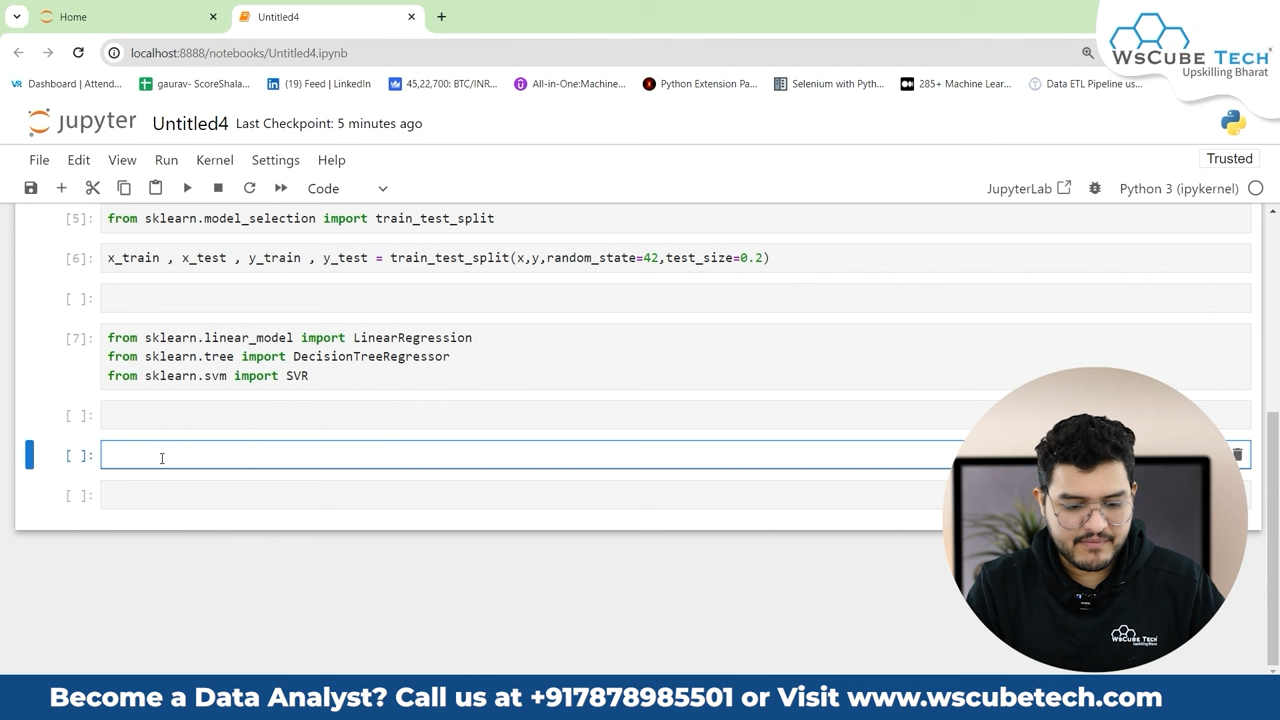 Home
Untitled4
localhost:8888/notebooks/Untitled4.ipynb
WsCube Tech
Upskilling Bharat
VR Dashboard | Attend...
gaurav- ScoreShala...
(19) Feed | LinkedIn
45,22,700: BTC/INR...
All-in-One:Machine...
Python Extension Pa...
Selenium with Pyth...
285+ Machine Lear...
Data ETL Pipeline us...
jupyter Untitled4 Last Checkpoint: 5 minutes ago
File Edit View Run Kernel Settings Help
Trusted
Code
JupyterLab
Python 3 (ipykernel)
[5]: from sklearn.model_selection import train_test_split
[6]: x_train , x_test , y_train , y_test = train_test_split(x,y,random_state=42,test_size=0.2)
[ ]:
[7]: from sklearn.linear_model import LinearRegression
from sklearn.tree import DecisionTreeRegressor
from sklearn.svm import SVR
[ ]:
[ ]:
[ ]:
WsCube Tech
Upskilling Bharat
Become a Data Analyst? Call us at +917878985501 or Visit www.wscubetech.com